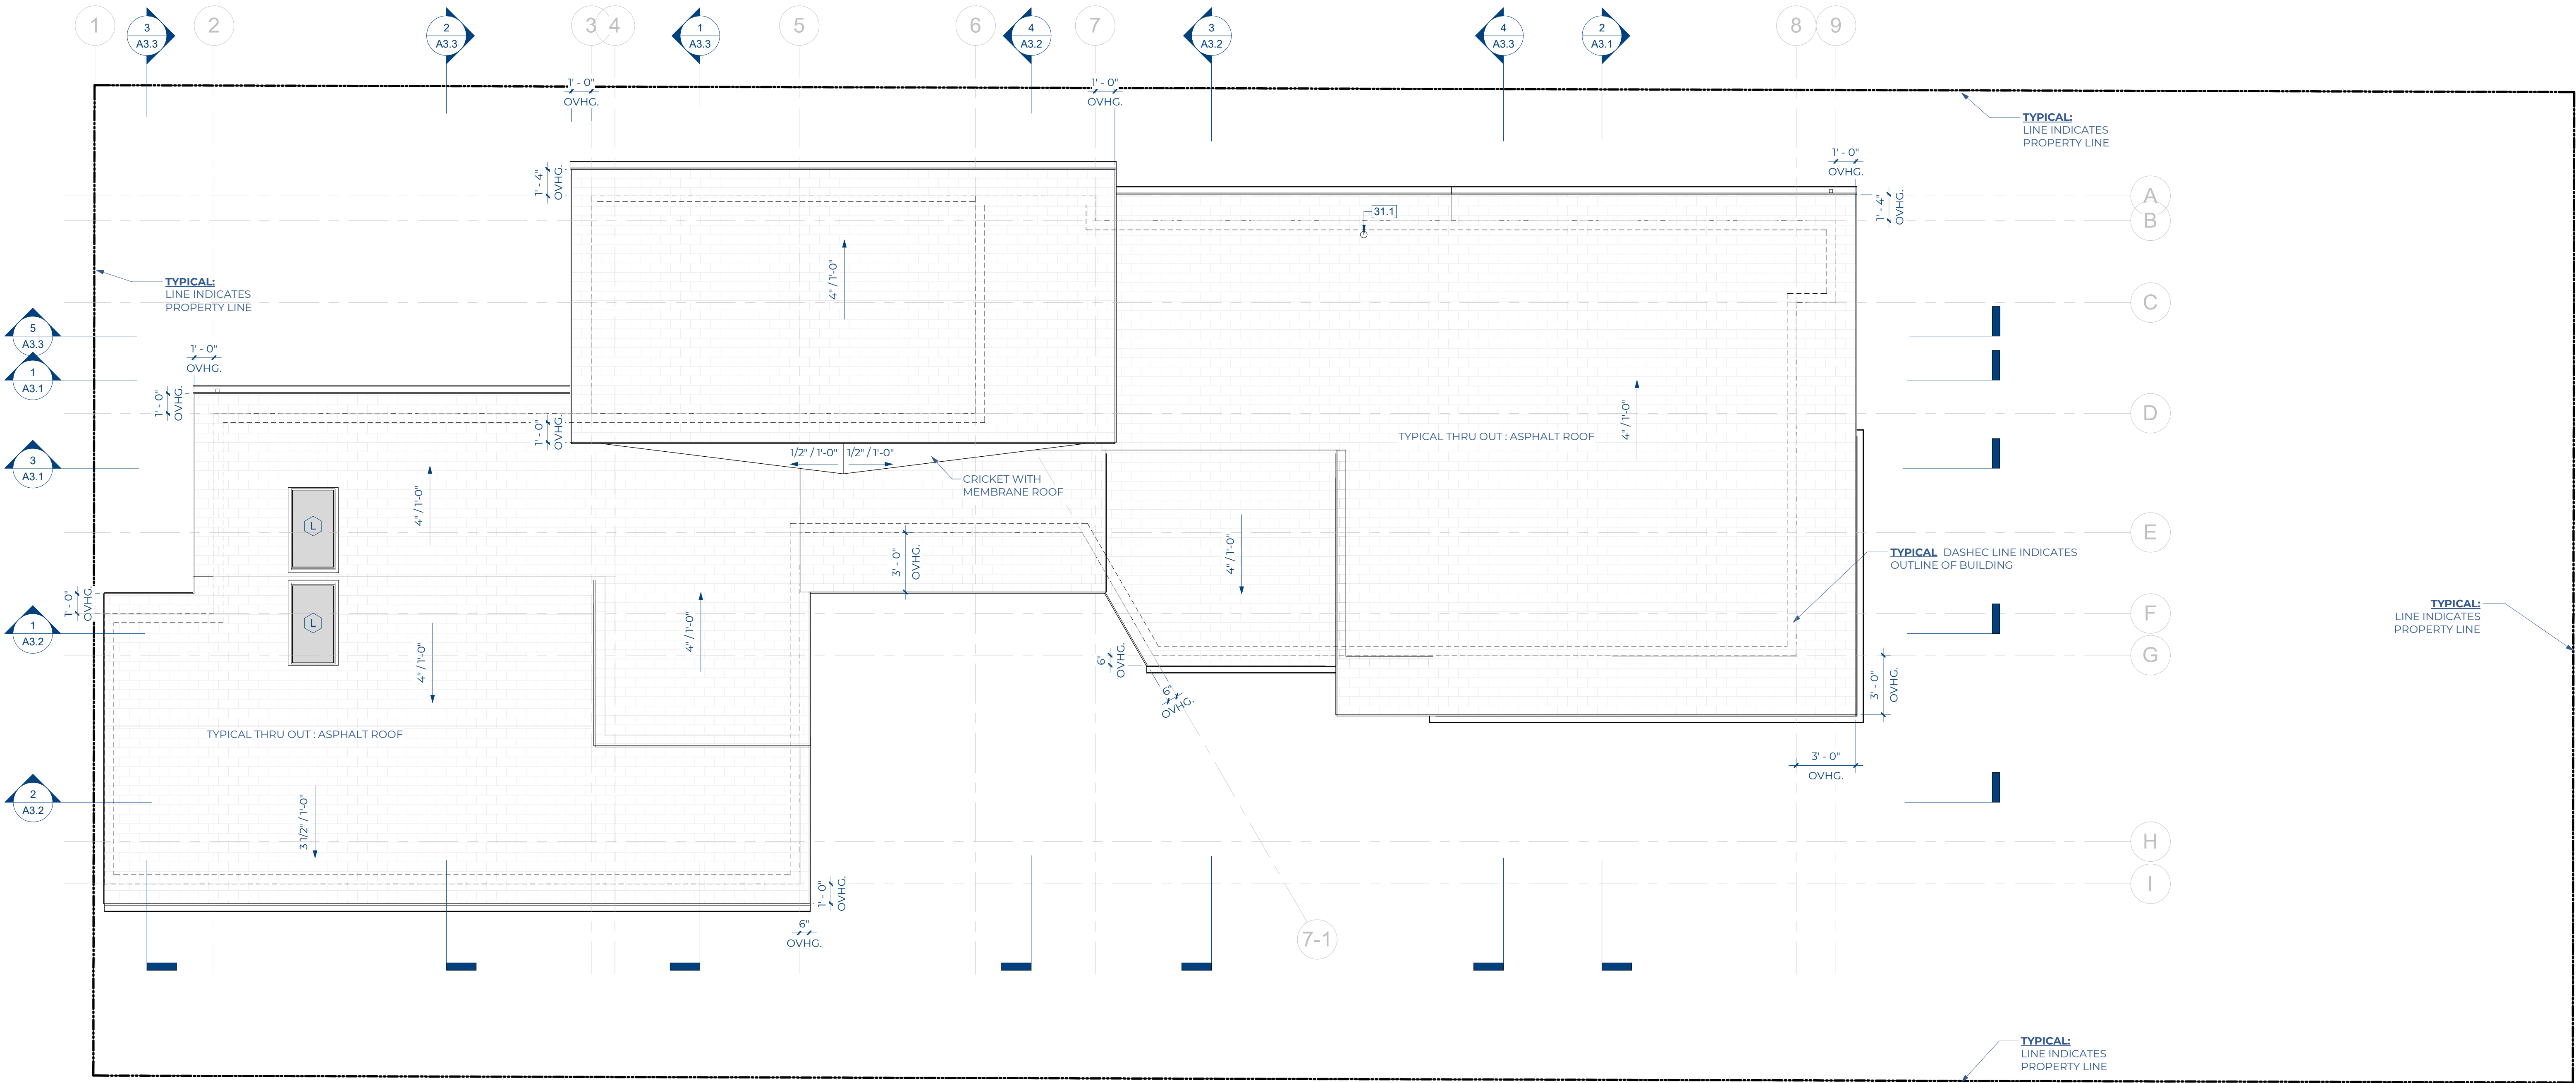 1
3
A3.3
2
2
A3.3
3
4
1
A3.3
5
6
4
A3.2
7
3
A3.2
4
A3.3
2
A3.1
8
9
1' - 0"
OVHG.
1' - 0"
OVHG.
TYPICAL:
LINE INDICATES
PROPERTY LINE
1' - 0"
OVHG.
1' - 4"
OVHG.
1' - 4"
OVHG.
A
B
31.1
4" / 1'-0"
TYPICAL:
LINE INDICATES
PROPERTY LINE
C
5
A3.3
1
A3.1
1' - 0"
OVHG.
1' - 0"
OVHG.
1' - 0"
OVHG.
4" / 1'-0"
D
TYPICAL THRU OUT : ASPHALT ROOF
1/2" / 1'-0"
1/2" / 1'-0"
3
A3.1
CRICKET WITH
MEMBRANE ROOF
4" / 1'-0"
L
E
3' - 0"
OVHG.
4" / 1'-0"
TYPICAL DASHEC LINE INDICATES
OUTLINE OF BUILDING
1' - 0"
OVHG.
L
F
TYPICAL:
LINE INDICATES
PROPERTY LINE
1
A3.2
4" / 1'-0"
4" / 1'-0"
6"
OVHG.
G
6"
OVHG.
3' - 0"
OVHG.
TYPICAL THRU OUT : ASPHALT ROOF
3' - 0"
OVHG.
2
A3.2
3 1/2" / 1'-0"
H
1' - 0"
OVHG.
I
6"
OVHG.
7-1
TYPICAL:
LINE INDICATES
PROPERTY LINE